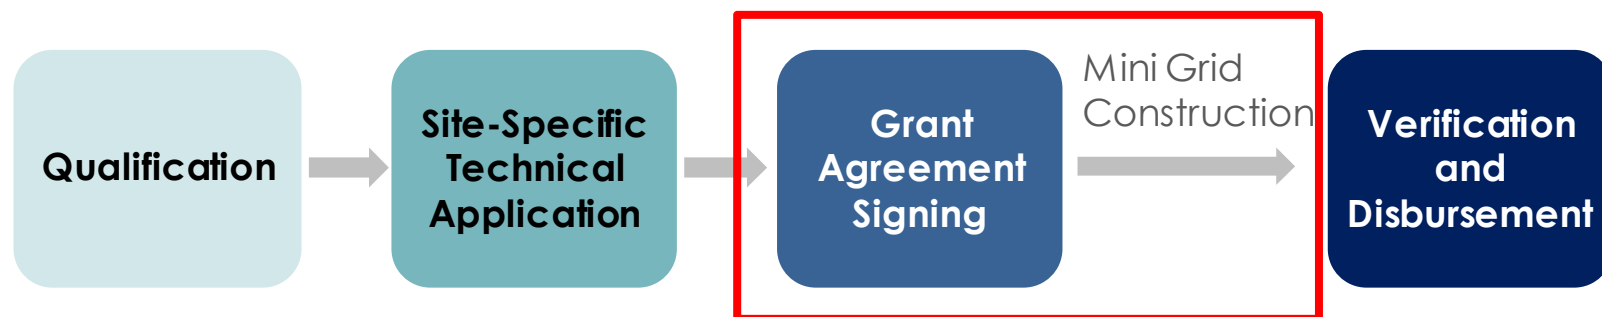 Qualification
Site-Specific
Technical
Application
Grant
Agreement
Signing
Mini Grid
Construction
Verification
and
Disbursement